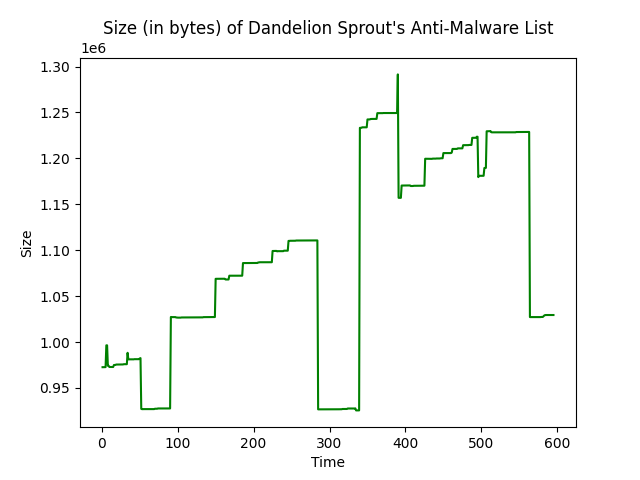 Size (in bytes) of Dandelion Sprout's Anti-Malware List
1e6
1.30
1.25
1.20
1.15
1.10
1.05
1.00
0.95
Size
0 100 200 300 400 500 600
Time